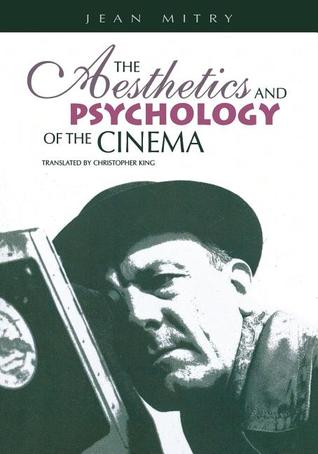 JEAN MITRY
THE
Aesthetics AND
PSYCHOLOGY
OF THE CINEMA
TRANSLATED BY CHRISTOPHER KING